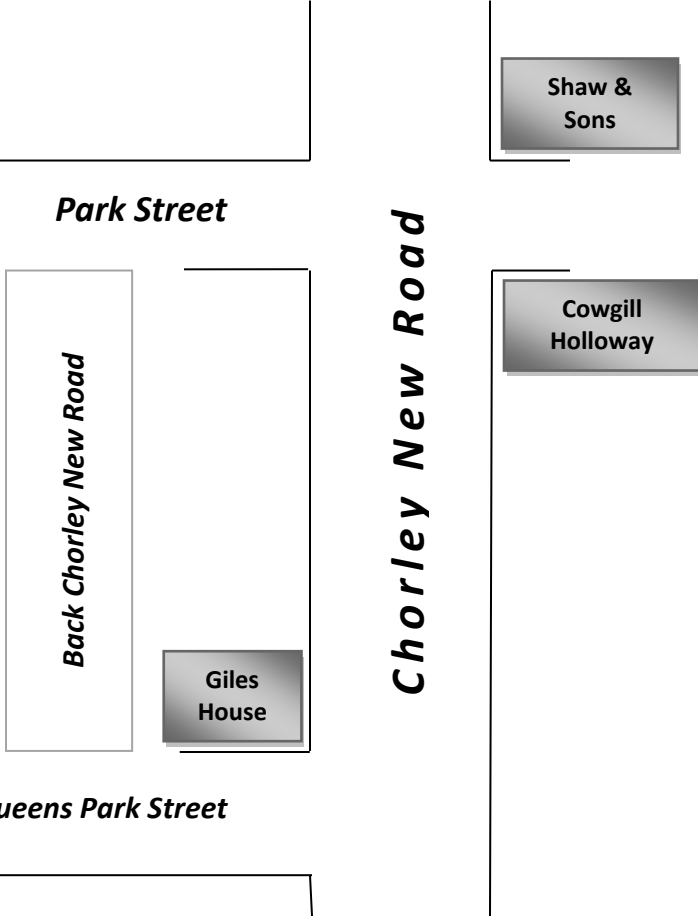 Shaw &
Sons
Park Street
Chorley New Road
Cowgill
Holloway
Back Chorley New Road
Giles
House
ueens Park Street